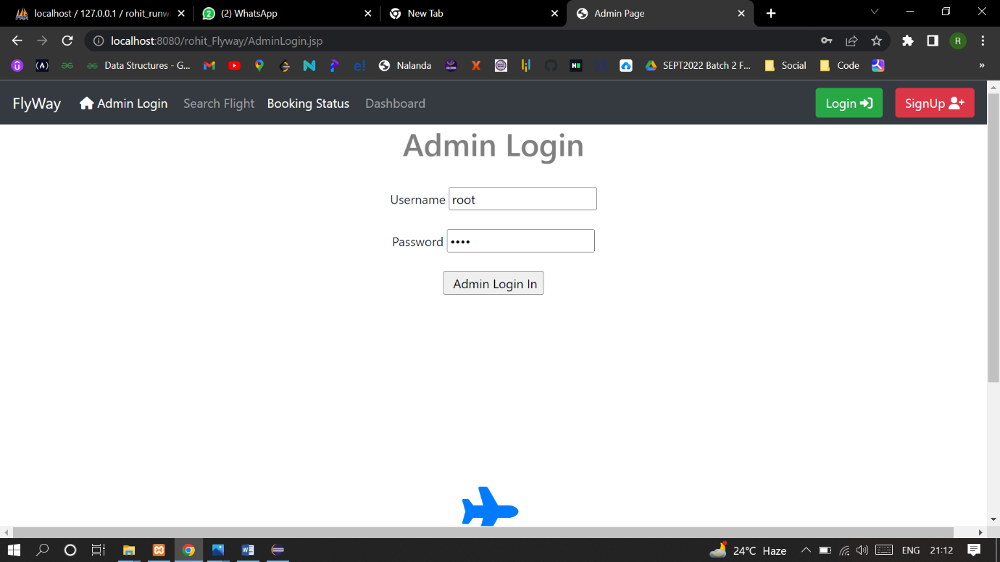 localhost / 127.0.0.1 / rohit_runw
(2) WhatsApp
New Tab
Admin Page
localhost:8080/rohit_Flyway/AdminLogin.jsp
R
Data Structures - G...
Nalanda
SEPT2022 Batch 2 F...
Social
Code
»
FlyWay
Admin Login
Search Flight
Booking Status
Dashboard
Login
SignUp
Admin Login
Username root
Password ••••
Admin Login In
24°C Haze
ENG
21:12